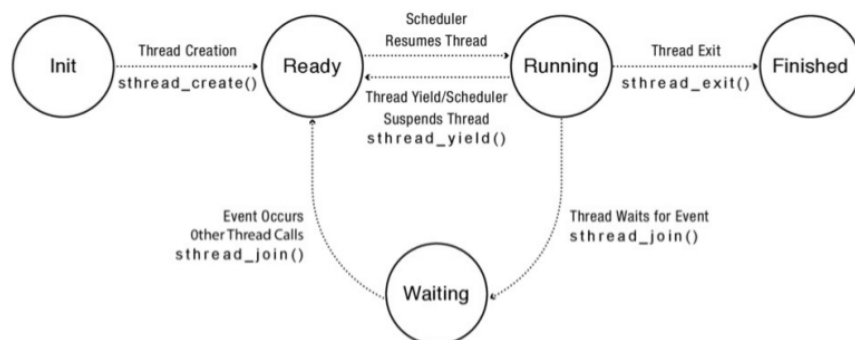 Init
Thread Creation
sthread_create()
Ready
Scheduler
Resumes Thread
Thread Yield/Scheduler
Suspends Thread
sthread_yield()
Running
Thread Exit
sthread_exit()
Finished
Event Occurs
Other Thread Calls
sthread_join()
Thread Waits for Event
sthread_join()
Waiting